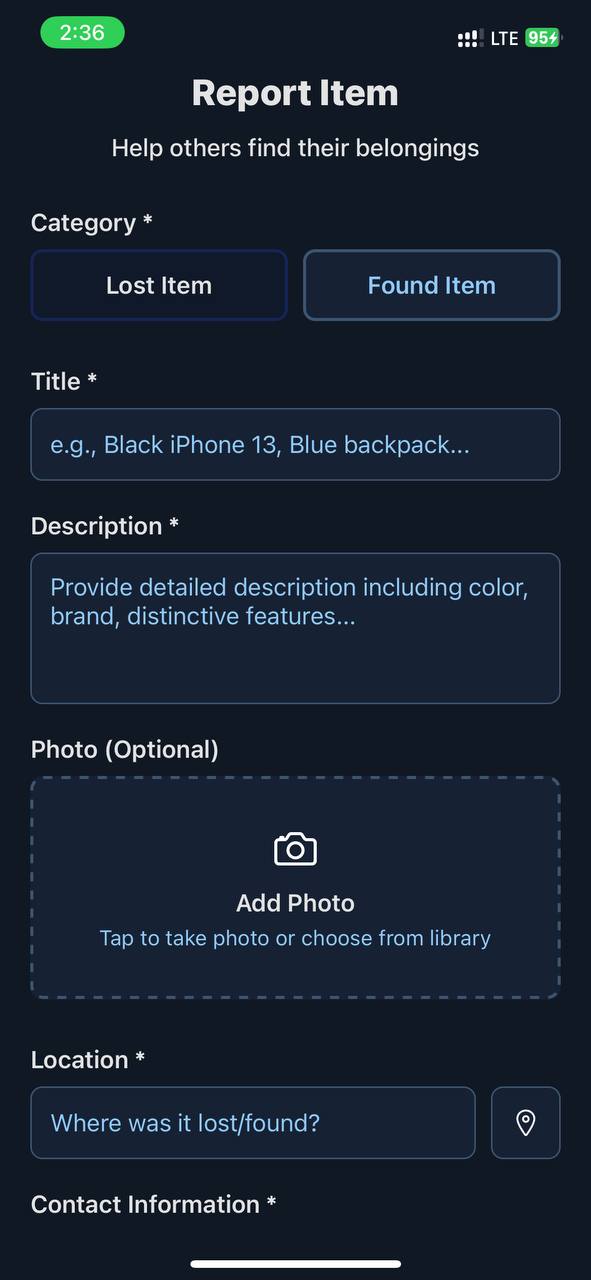 2:36
LTE 95
Report Item
Help others find their belongings
Category *
Lost Item
Found Item
Title *
e.g., Black iPhone 13, Blue backpack...
Description *
Provide detailed description including color,
brand, distinctive features...
Photo (Optional)
Add Photo
Tap to take photo or choose from library
Location *
Where was it lost/found?
Contact Information *